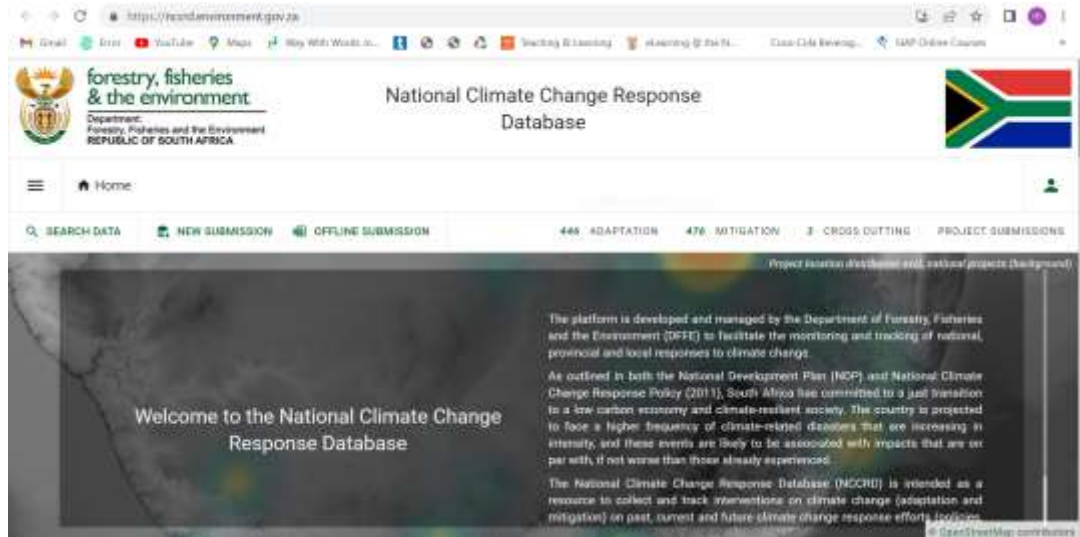 https://nccrd.environment.gov.za
Gmail Error YouTube Maps Teaching & Learning Coca-Cola Beverag... GIAP Online Courses
forestry, fisheries
& the environment
Department:
Forestry, Fisheries and the Environment
REPUBLIC OF SOUTH AFRICA
National Climate Change Response
Database
Home
SEARCH DATA NEW SUBMISSION OFFLINE SUBMISSION 446 ADAPTATION 476 MITIGATION 3 CROSS CUTTING PROJECT SUBMISSIONS
Project location distribution excl. national projects (background)
Welcome to the National Climate Change
Response Database
The platform is developed and managed by the Department of Forestry, Fisheries
and the Environment (DFFE) to facilitate the monitoring and tracking of national,
provincial and local responses to climate change.
As outlined in both the National Development Plan (NDP) and National Climate
Change Response Policy (2011), South Africa has committed to a just transition
to a low carbon economy and climate-resilient society. The country is projected
to face a higher frequency of climate-related disasters that are increasing in
intensity, and these events are likely to be associated with impacts that are on
par with, if not worse than those already experienced.
The National Climate Change Response Database (NCCRD) is intended as a
resource to collect and track interventions on climate change (adaptation and
mitigation) on past, current and future climate change response efforts (policies,
© OpenStreetMap contributors